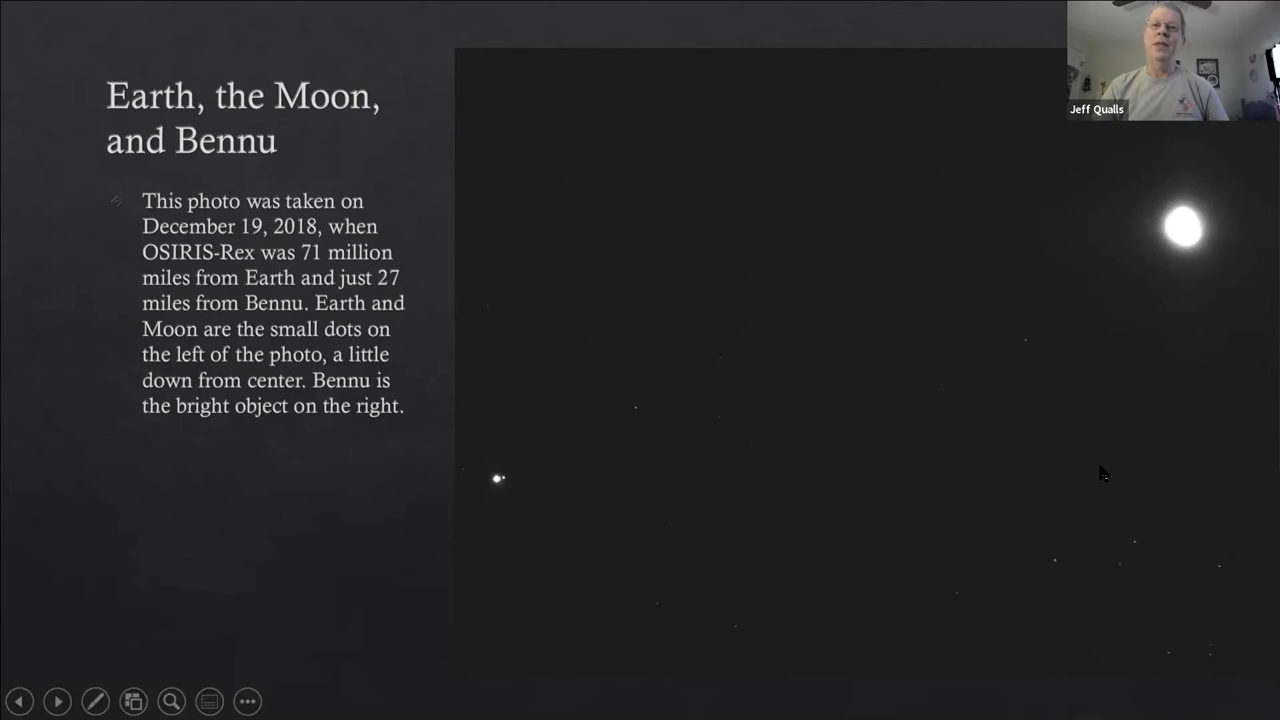 Earth, the Moon,
and Bennu
This photo was taken on
December 19, 2018, when
OSIRIS-Rex was 71 million
miles from Earth and just 27
miles from Bennu. Earth and
Moon are the small dots on
the left of the photo, a little
down from center. Bennu is
the bright object on the right.
Jeff Qualls